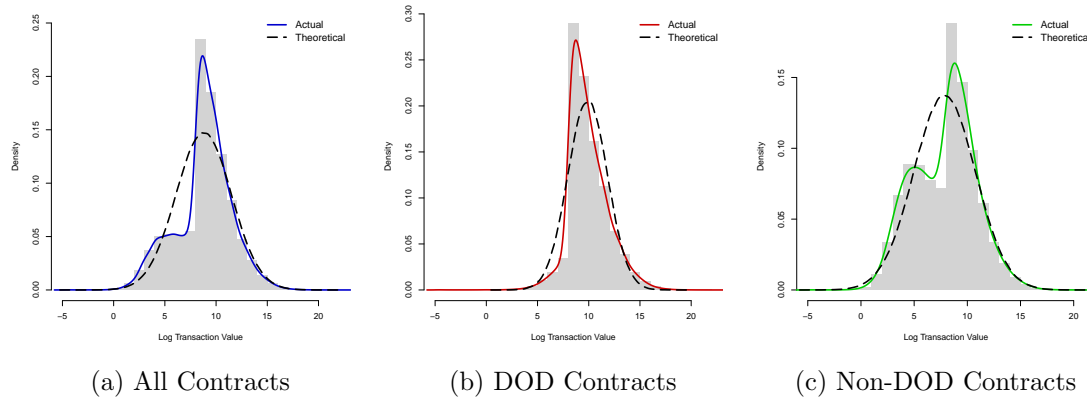 Actual
Theoretical
0.25
0.20
0.15
0.10
0.05
0.00
Density
−5 0 5 10 15 20
Log Transaction Value
(a) All Contracts
Actual
Theoretical
0.30
0.25
0.20
0.15
0.10
0.05
0.00
Density
−5 0 5 10 15 20
Log Transaction Value
(b) DOD Contracts
Actual
Theoretical
0.15
0.10
0.05
0.00
Density
−5 0 5 10 15 20
Log Transaction Value
(c) Non-DOD Contracts